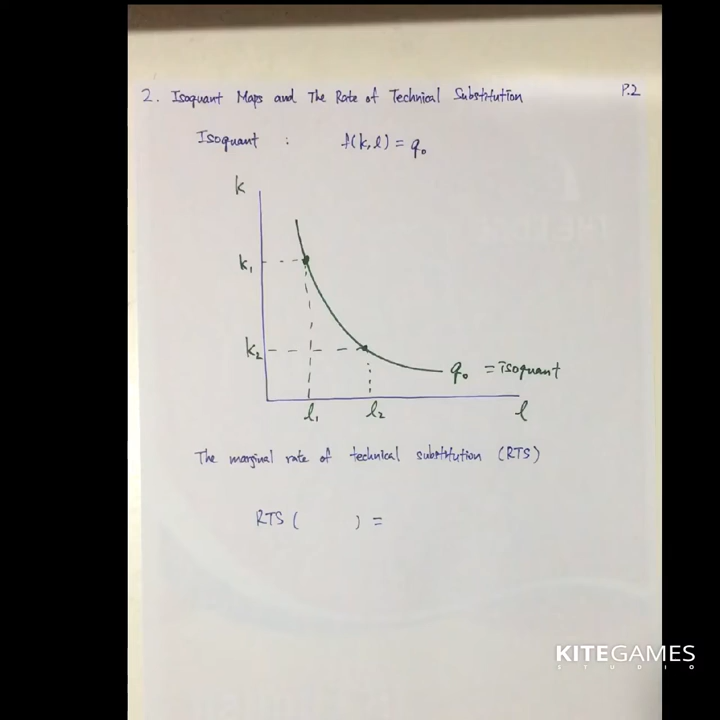 2. Isoquant Maps and The Rate of Technical Substitution P.2
Isoquant : f(k,l) = q₀
k
k₁
k₂
q₀ = isoquant
l₁ l₂ l
The marginal rate of technical substitution (RTS)
RTS ( ) =
KITEGAMES
STUDIO